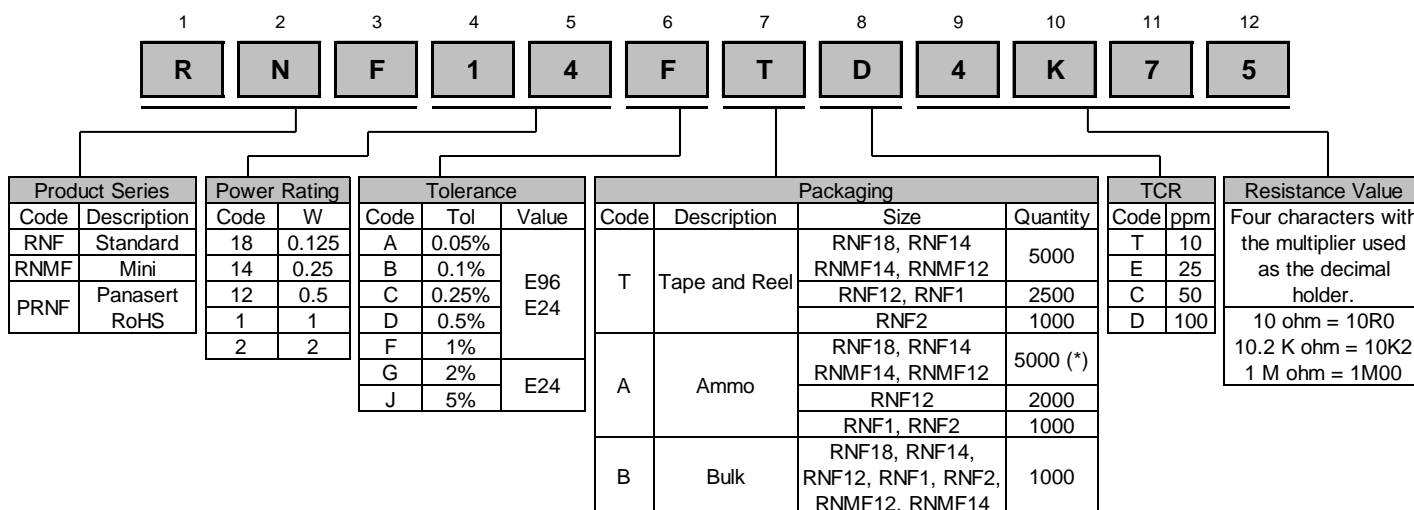 1 2 3 4 5 6 7 8 9 10 11 12
R N F 1 4 F T D 4 K 7 5
Product Series
Code Description
RNF Standard
RNMF Mini
PRNF Panasert
RoHS
Power Rating
Code W
18 0.125
14 0.25
12 0.5
1 1
2 2
Tolerance
Code Tol Value
A 0.05%
B 0.1%
C 0.25%
D 0.5%
F 1%
E96
E24
G 2%
J 5%
E24
Packaging
Code Description Size Quantity
T Tape and Reel
RNF18, RNF14
RNMF14, RNMF12
5000
RNF12, RNF1 2500
RNF2 1000
A Ammo
RNF18, RNF14
RNMF14, RNMF12
5000 (*)
RNF12 2000
RNF1, RNF2 1000
B Bulk
RNF18, RNF14,
RNF12, RNF1, RNF2,
RNMF12, RNMF14
1000
TCR
Code ppm
T 10
E 25
C 50
D 100
Resistance Value
Four characters with
the multiplier used
as the decimal
holder.
10 ohm = 10R0
10.2 K ohm = 10K2
1 M ohm = 1M00